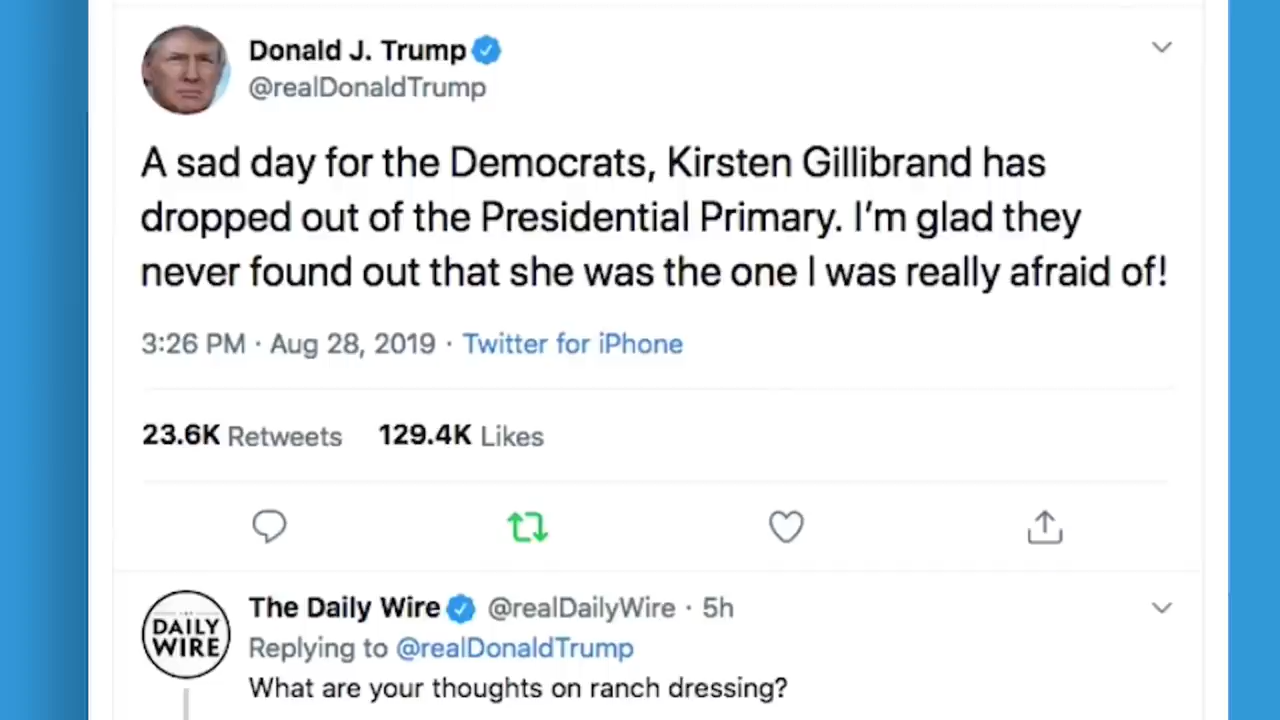 Donald J. Trump
@realDonaldTrump
A sad day for the Democrats, Kirsten Gillibrand has
dropped out of the Presidential Primary. I’m glad they
never found out that she was the one I was really afraid of!
3:26 PM · Aug 28, 2019 · Twitter for iPhone
23.6K Retweets 129.4K Likes
The Daily Wire @realDailyWire · 5h
DAILY
WIRE
Replying to @realDonaldTrump
What are your thoughts on ranch dressing?